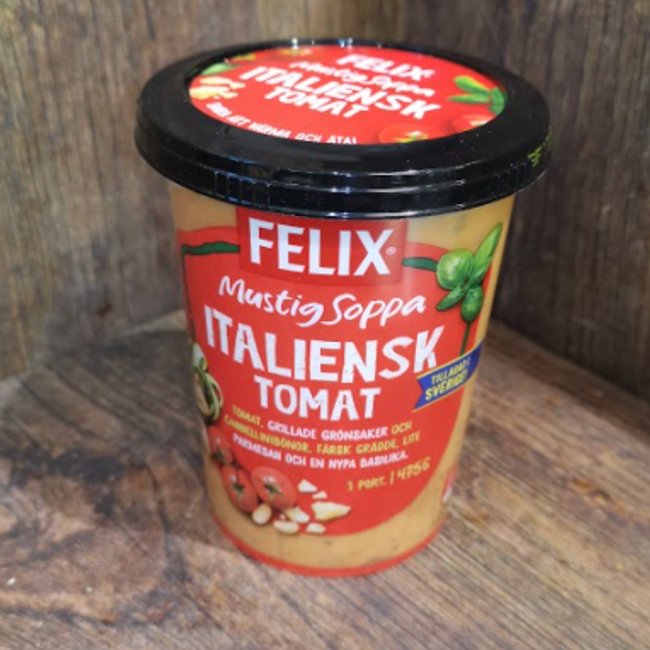 FELIX
Mustig Soppa
ITALIENSK
TOMAT
FELIX®
Mustig Soppa
ITALIENSK
TOMAT
TILLAGAT I
SVERIGE!
TOMAT, GRILLADE GRÖNSAKER OCH
CANNELLINIBÖNOR. FÄRSK GRÄDDE, LITE
PARMESAN OCH EN NYPA BASILIKA.
1 PORT. | 475G